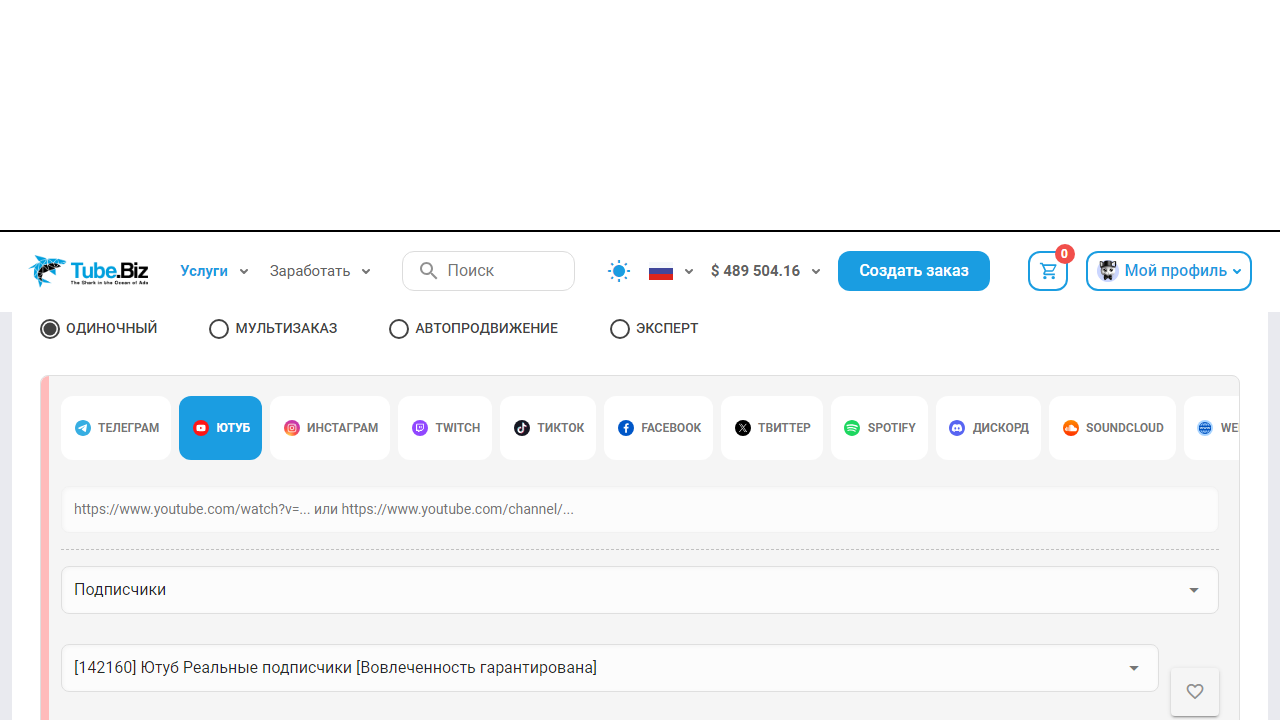 Tube.Biz
The Shark in the Ocean of Ads
Услуги
Заработать
Поиск
$ 489 504.16
Создать заказ
0
Мой профиль
ОДИНОЧНЫЙ
МУЛЬТИЗАКАЗ
АВТОПРОДВИЖЕНИЕ
ЭКСПЕРТ
ТЕЛЕГРАМ
ЮТУБ
ИНСТАГРАМ
TWITCH
ТИКТОК
FACEBOOK
ТВИТТЕР
SPOTIFY
ДИСКОРД
SOUNDCLOUD
WE
https://www.youtube.com/watch?v=... или https://www.youtube.com/channel/...
Подписчики
[142160] Ютуб Реальные подписчики [Вовлеченность гарантирована]